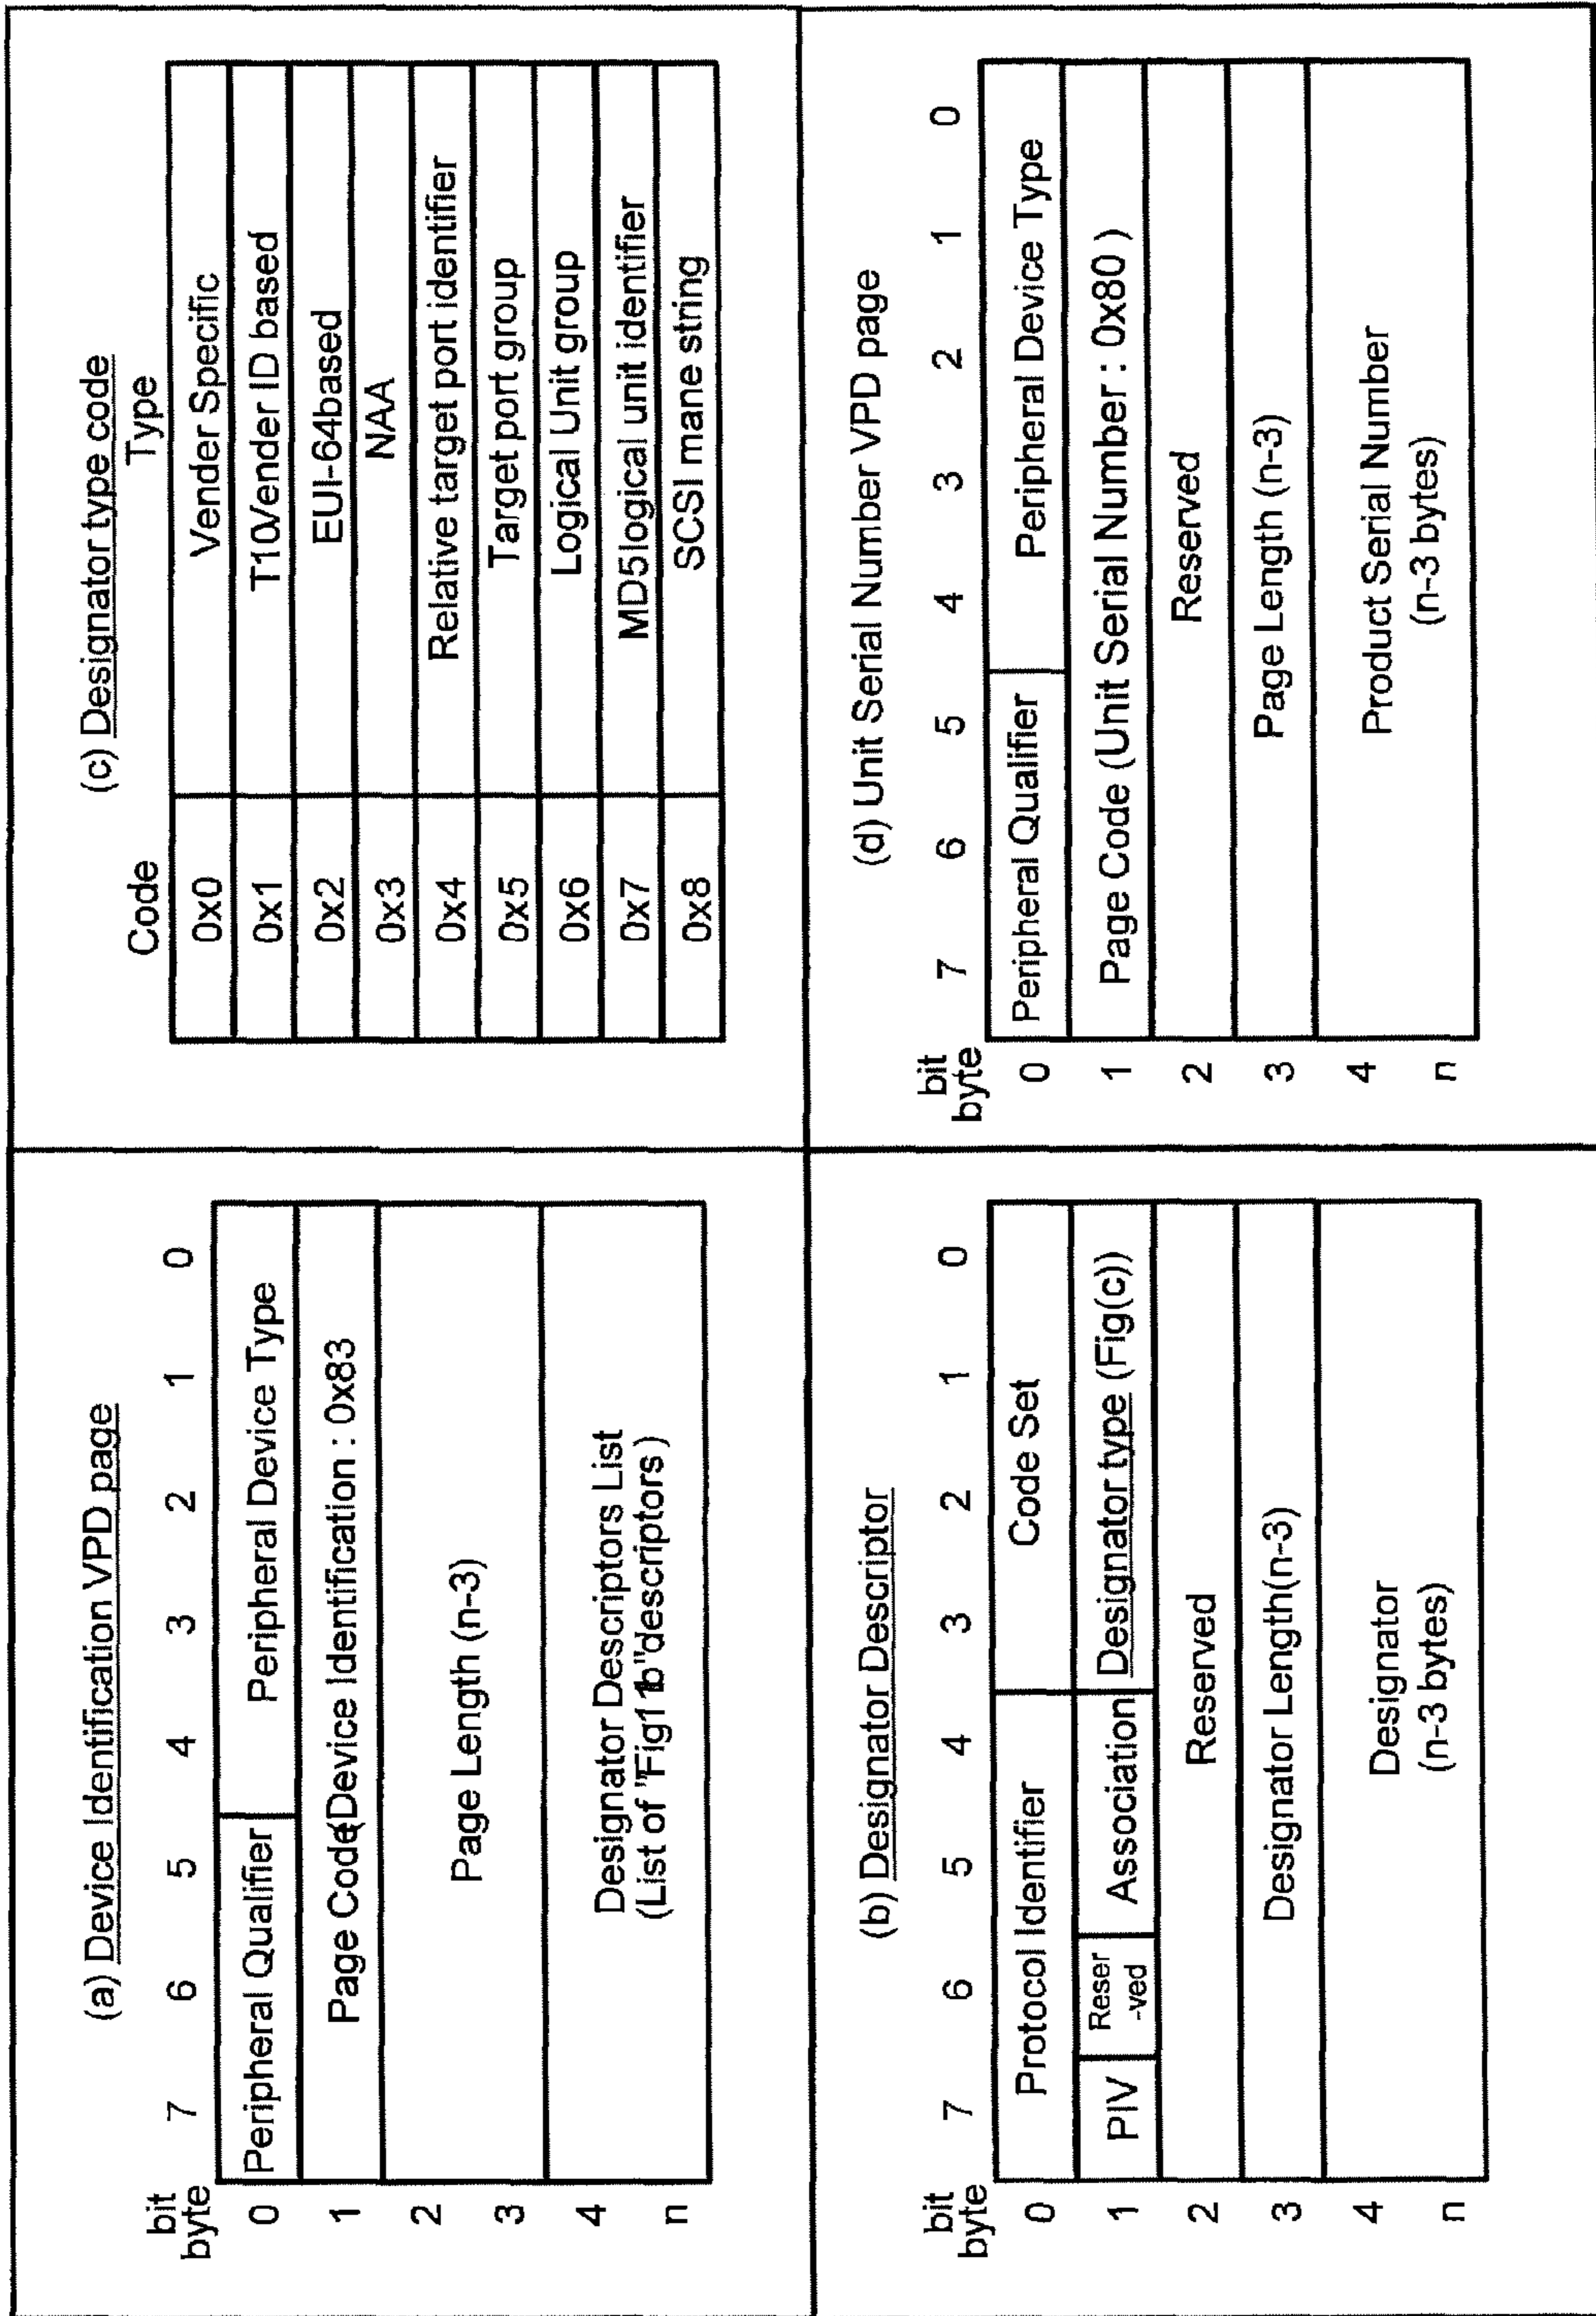 (a) Device Identification VPD page
bit 7 6 5 4 3 2 1 0
byte
0 Peripheral Qualifier Peripheral Device Type
1 Page Code(Device Identification : 0x83
2
Page Length (n-3)
3
4 Designator Descriptors List
(List of "Fig11b"descriptors )
n
(b) Designator Descriptor
bit 7 6 5 4 3 2 1 0
byte
0 Protocol Identifier Code Set
1 PIV Reser Association Designator type (Fig(c))
-ved
2 Reserved
3 Designator Length(n-3)
4 Designator
n (n-3 bytes)
(c) Designator type code
Code Type
0x0 Vender Specific
0x1 T10Vender ID based
0x2 EUI-64based
0x3 NAA
0x4 Relative target port identifier
0x5 Target port group
0x6 Logical Unit group
0x7 MD5logical unit identifier
0x8 SCSI mane string
(d) Unit Serial Number VPD page
bit 7 6 5 4 3 2 1 0
byte
0 Peripheral Qualifier Peripheral Device Type
1 Page Code (Unit Serial Number : 0x80 )
2 Reserved
3 Page Length (n-3)
4 Product Serial Number
n (n-3 bytes)